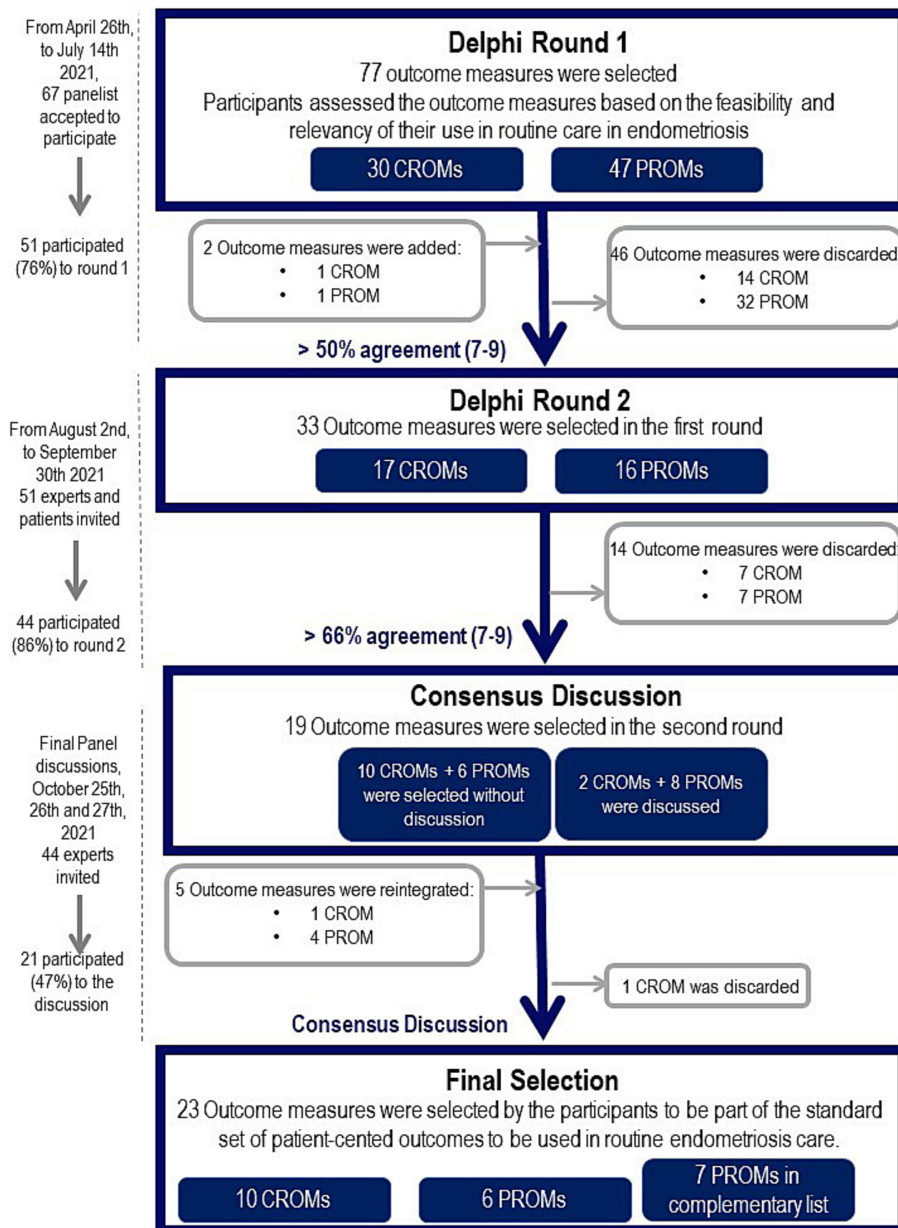 From April 26th,
to July 14th
2021,
67 panelist
accepted to
participate
51 participated
(76%) to round 1
Delphi Round 1
77 outcome measures were selected
Participants assessed the outcome measures based on the feasibility and
relevancy of their use in routine care in endometriosis
30 CROMs
47 PROMs
2 Outcome measures were added:
• 1 CROM
• 1 PROM
46 Outcome measures were discarded:
• 14 CROM
• 32 PROM
> 50% agreement (7-9)
From August 2nd,
to September
30th 2021
51 experts and
patients invited
44 participated
(86%) to round 2
Delphi Round 2
33 Outcome measures were selected in the first round
17 CROMs
16 PROMs
14 Outcome measures were discarded:
• 7 CROM
• 7 PROM
> 66% agreement (7-9)
Final Panel
discussions,
October 25th,
26th and 27th,
2021
44 experts
invited
21 participated
(47%) to the
discussion
Consensus Discussion
19 Outcome measures were selected in the second round
10 CROMs + 6 PROMs
were selected without
discussion
2 CROMs + 8 PROMs
were discussed
5 Outcome measures were reintegrated:
• 1 CROM
• 4 PROM
1 CROM was discarded
Consensus Discussion
Final Selection
23 Outcome measures were selected by the participants to be part of the standard
set of patient-cented outcomes to be used in routine endometriosis care.
10 CROMs
6 PROMs
7 PROMs in
complementary list